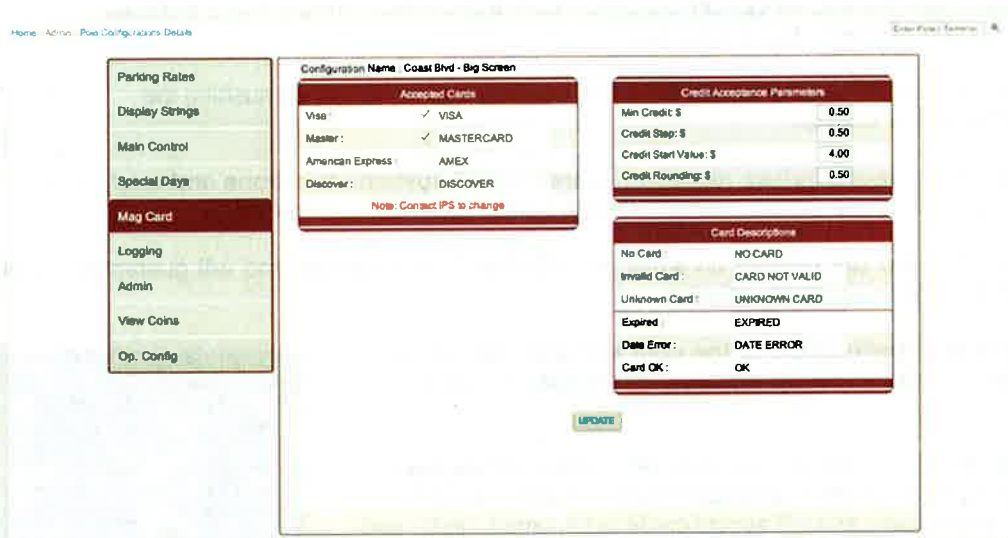 Home Admin Pole Configurations Details
Enter Pole / Terminal
Parking Rates
Display Strings
Main Control
Special Days
Mag Card
Logging
Admin
View Coins
Op. Config
Configuration Name : Coast Blvd - Big Screen
Accepted Cards
Visa : ✓ VISA
Master : ✓ MASTERCARD
American Express : AMEX
Discover : DISCOVER
Note: Contact IPS to change
Credit Acceptance Parameters
Min Credit: $ 0.50
Credit Step: $ 0.50
Credit Start Value: $ 4.00
Credit Rounding: $ 0.50
Card Descriptions
No Card : NO CARD
Invalid Card : CARD NOT VALID
Unknown Card : UNKNOWN CARD
Expired : EXPIRED
Date Error : DATE ERROR
Card OK : OK
UPDATE